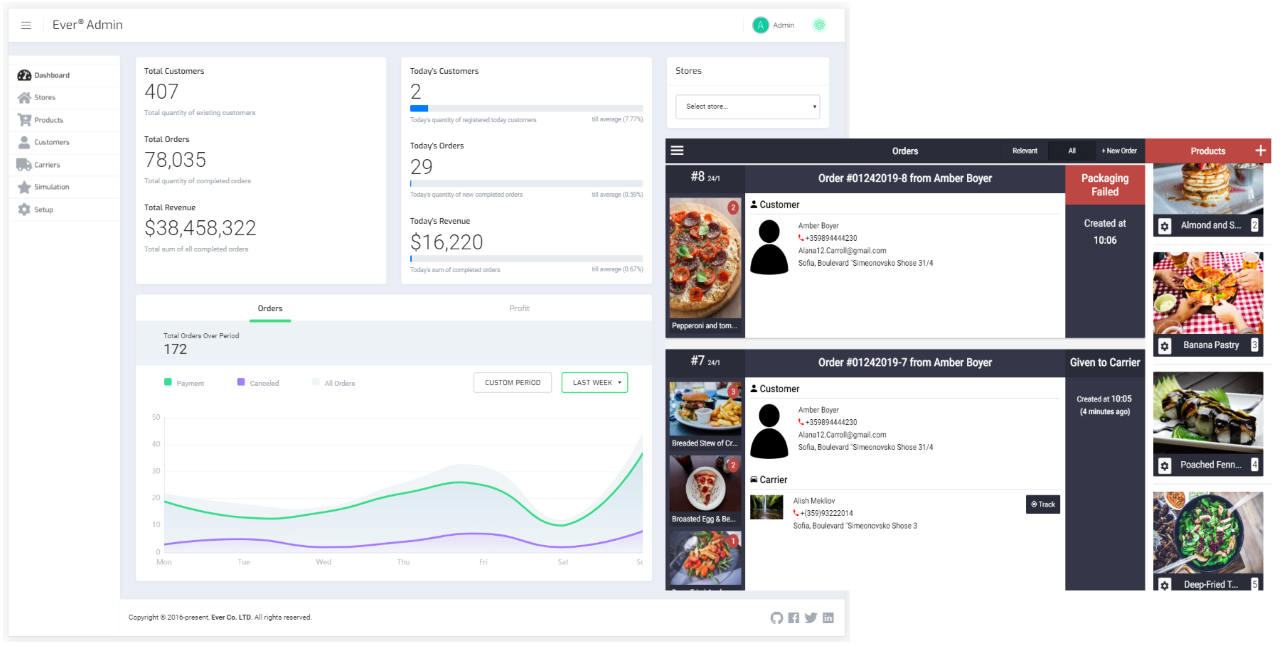 Ever® Admin
A Admin
Dashboard
Stores
Products
Customers
Carriers
Simulation
Setup
Total Customers
407
Total quantity of existing customers
Total Orders
78,035
Total quantity of completed orders
Total Revenue
$38,458,322
Total sum of all completed orders
Today's Customers
2
Today's quantity of registered today customers till average (7.77%)
Today's Orders
29
Today's quantity of new completed orders till average (0.59%)
Today's Revenue
$16,220
Today's sum of completed orders till average (0.67%)
Stores
Select store...
Orders Profit
Total Orders Over Period
172
Payment Canceled All Orders
CUSTOM PERIOD LAST WEEK
50
40
30
20
10
0
Mon Tue Wed Thu Fri Sat
Copyright © 2016-present, Ever Co. LTD. All rights reserved.
Orders Relevant All + New Order
#8 24/1 Order #01242019-8 from Amber Boyer
Packaging
Failed
Created at
10:06
2
Pepperoni and tom...
Customer
Amber Boyer
+359894444230
Alana12.Carroll@gmail.com
Sofia, Boulevard "Simeonovsko Shose 31/4
#7 24/1 Order #01242019-7 from Amber Boyer
Given to Carrier
Created at 10:05
(4 minutes ago)
3
Breaded Stew of Cr...
2
Broasted Egg & Be...
1
Customer
Amber Boyer
+359894444230
Alana12.Carroll@gmail.com
Sofia, Boulevard "Simeonovsko Shose 31/4
Carrier
Alish Mekliov
+(359)93222014
Sofia, Boulevard "Simeonovsko Shose 3
Track
Products +
Almond and S... 2
Banana Pastry 3
Poached Fenn... 4
Deep-Fried T... 5